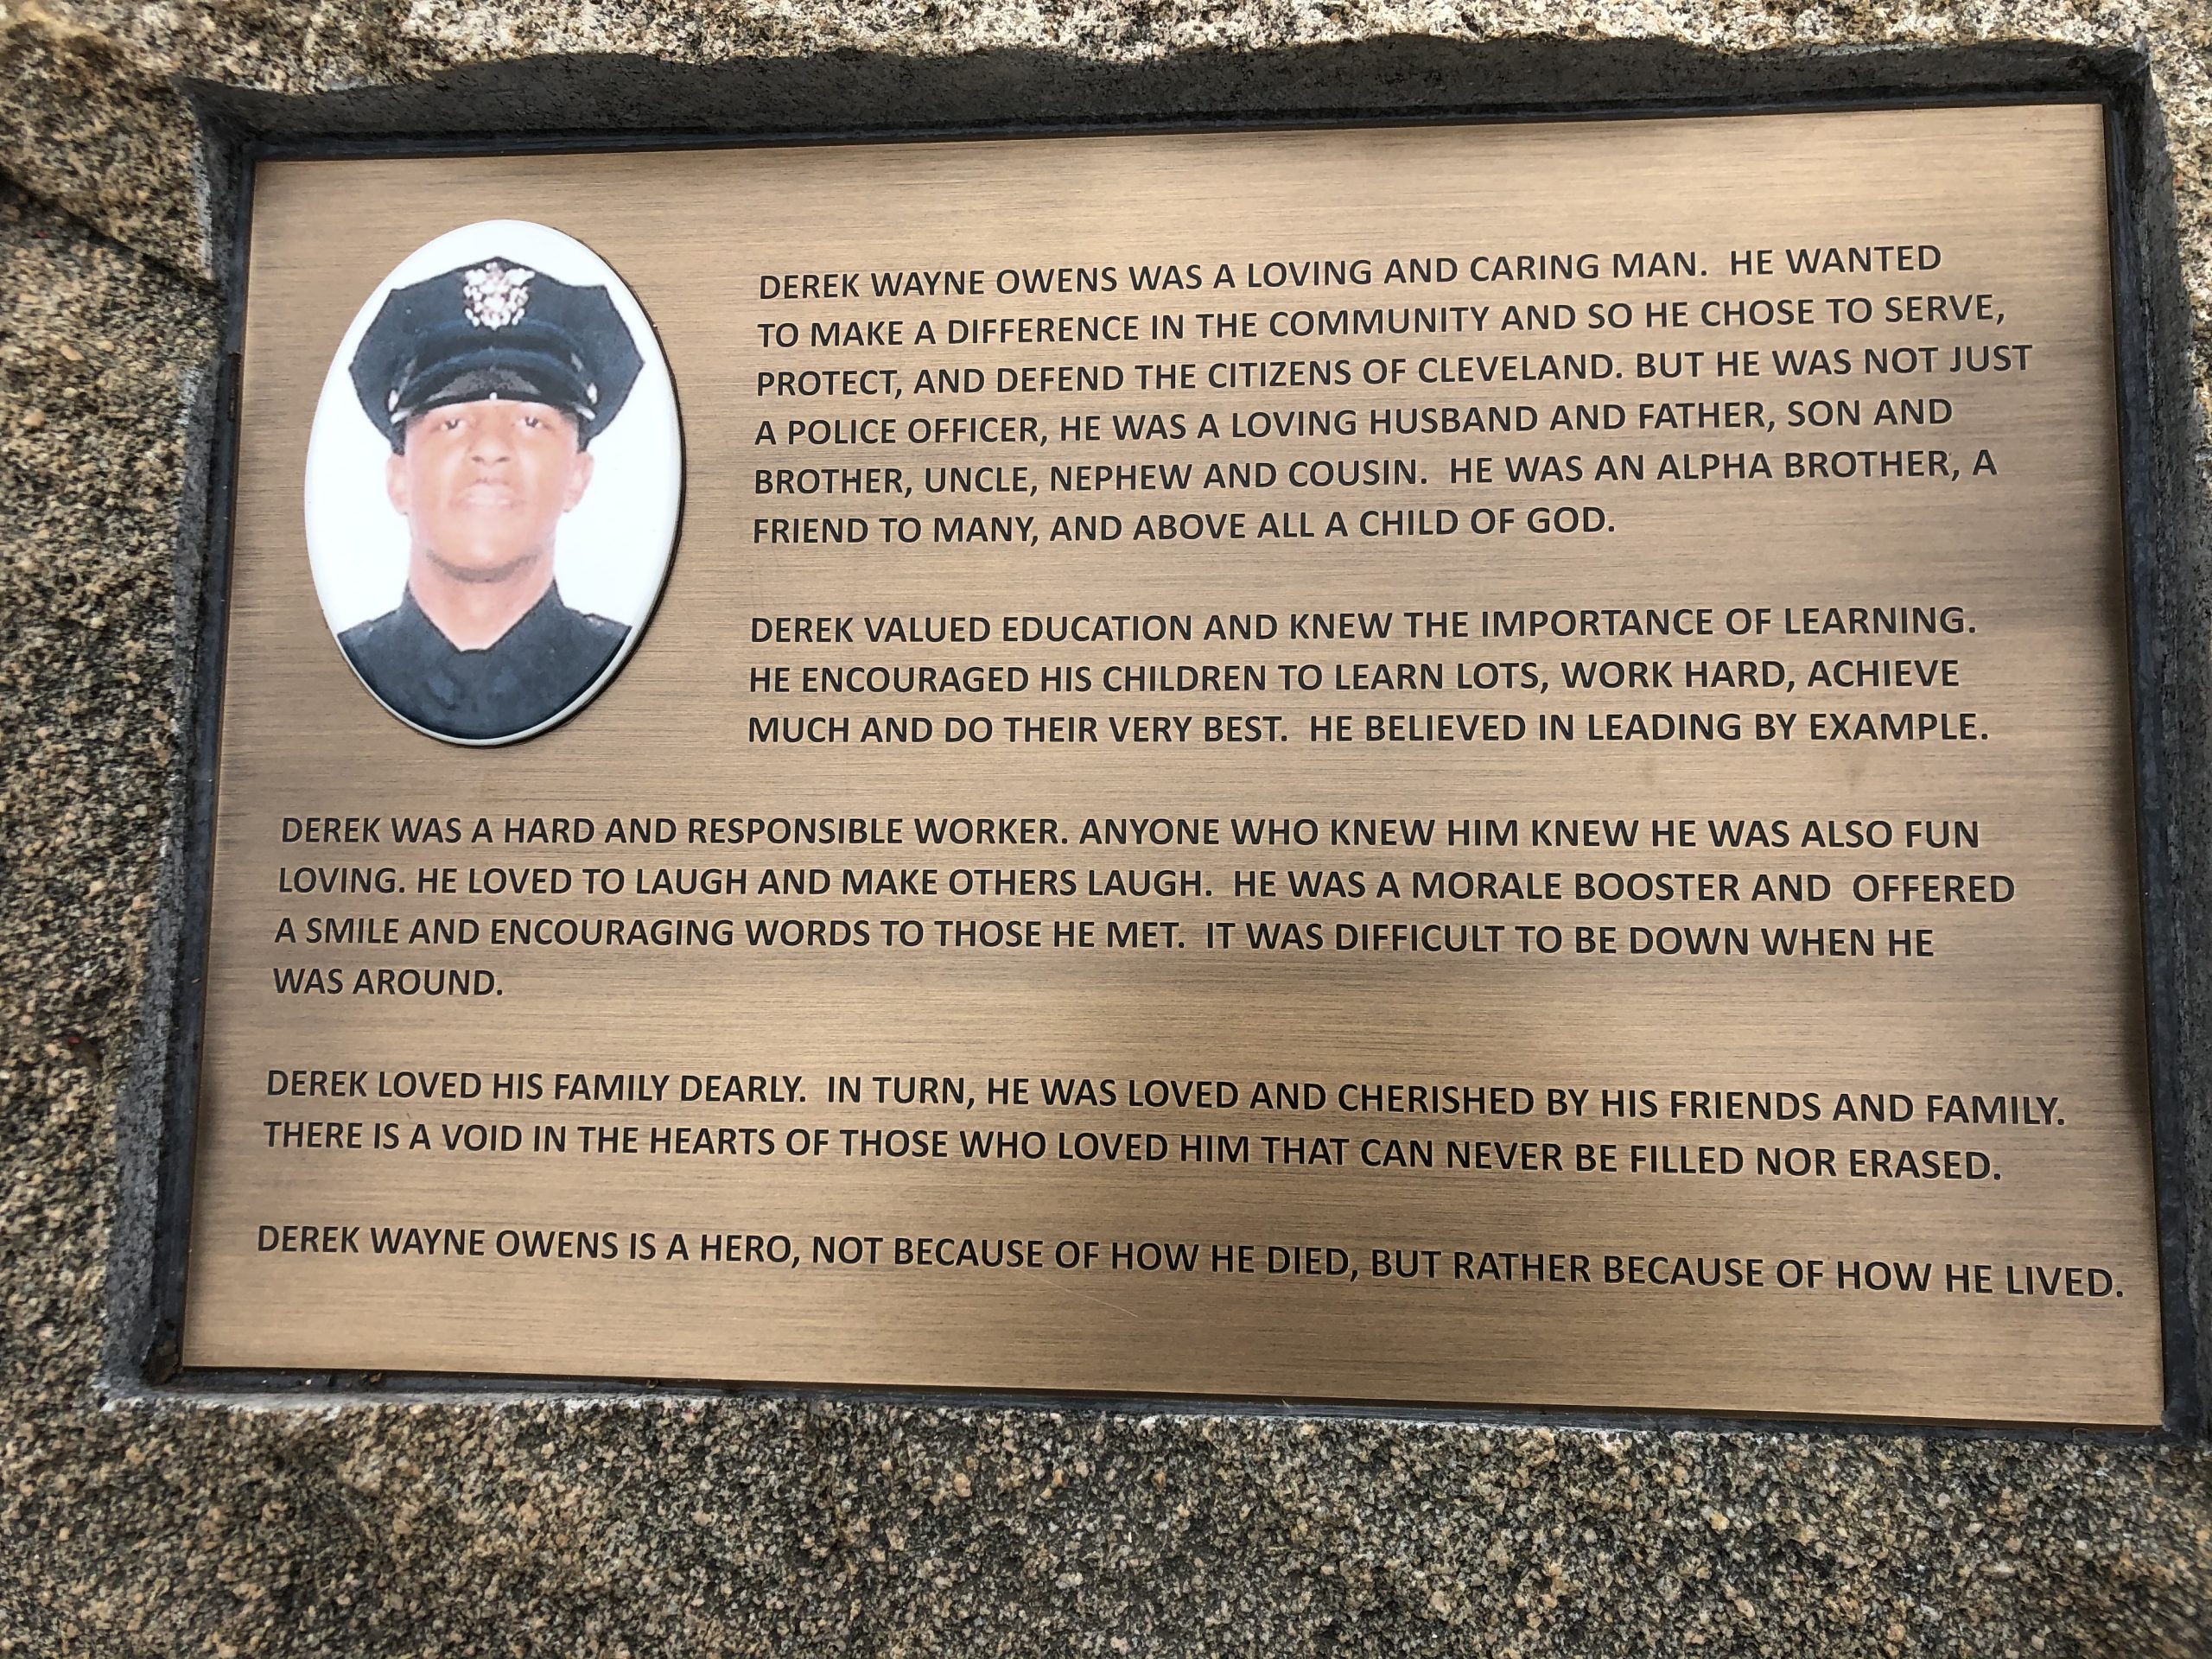 DEREK WAYNE OWENS WAS A LOVING AND CARING MAN. HE WANTED
TO MAKE A DIFFERENCE IN THE COMMUNITY AND SO HE CHOSE TO SERVE,
PROTECT, AND DEFEND THE CITIZENS OF CLEVELAND. BUT HE WAS NOT JUST
A POLICE OFFICER, HE WAS A LOVING HUSBAND AND FATHER, SON AND
BROTHER, UNCLE, NEPHEW AND COUSIN. HE WAS AN ALPHA BROTHER, A
FRIEND TO MANY, AND ABOVE ALL A CHILD OF GOD.
DEREK VALUED EDUCATION AND KNEW THE IMPORTANCE OF LEARNING.
HE ENCOURAGED HIS CHILDREN TO LEARN LOTS, WORK HARD, ACHIEVE
MUCH AND DO THEIR VERY BEST. HE BELIEVED IN LEADING BY EXAMPLE.
DEREK WAS A HARD AND RESPONSIBLE WORKER. ANYONE WHO KNEW HIM KNEW HE WAS ALSO FUN
LOVING. HE LOVED TO LAUGH AND MAKE OTHERS LAUGH. HE WAS A MORALE BOOSTER AND OFFERED
A SMILE AND ENCOURAGING WORDS TO THOSE HE MET. IT WAS DIFFICULT TO BE DOWN WHEN HE
WAS AROUND.
DEREK LOVED HIS FAMILY DEARLY. IN TURN, HE WAS LOVED AND CHERISHED BY HIS FRIENDS AND FAMILY.
THERE IS A VOID IN THE HEARTS OF THOSE WHO LOVED HIM THAT CAN NEVER BE FILLED NOR ERASED.
DEREK WAYNE OWENS IS A HERO, NOT BECAUSE OF HOW HE DIED, BUT RATHER BECAUSE OF HOW HE LIVED.